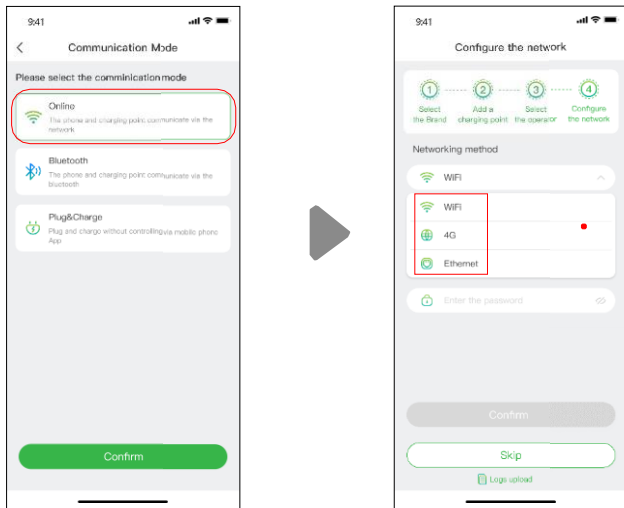 9:41
Communication Mode
Please select the comminication mode
Online
The phone and charging point communicate via the
network
Bluetooth
The phone and charging point communicate via the
bluetooth
Plug&Charge
Plug and charge without controlling via mobile phone
App
Confirm
9:41
Configure the network
1 2 3 4
Select Add a Select Configure
the Brand charging point the operator the network
Networking method
WiFi
WiFi
4G
Ethernet
Enter the password
Confirm
Skip
Logs upload